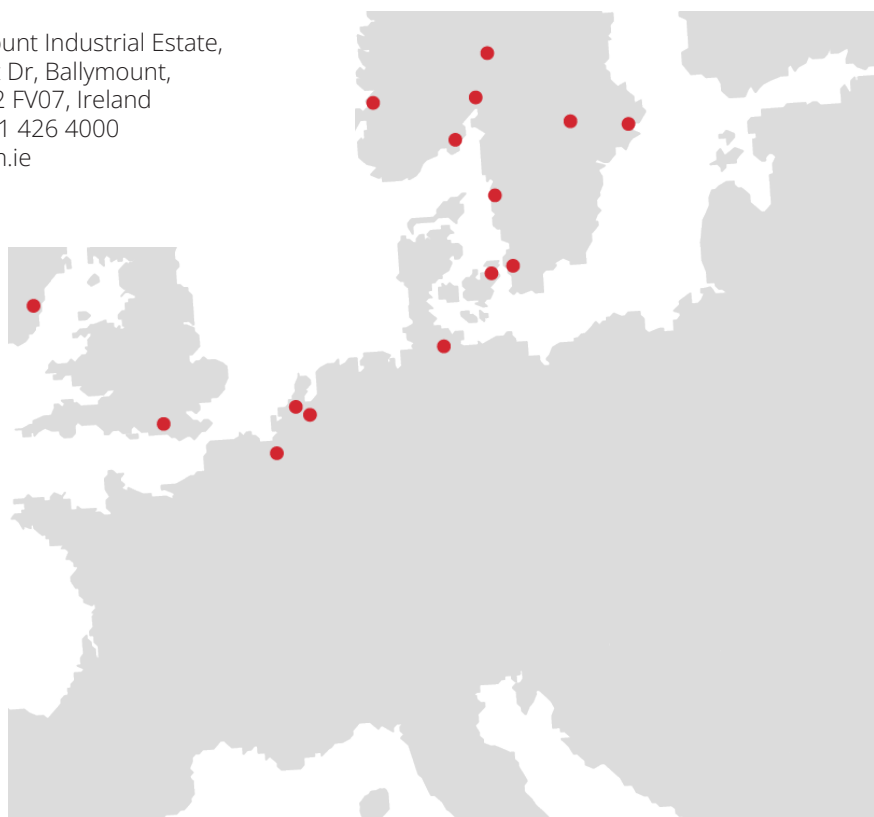 ount Industrial Estate,
t Dr, Ballymount,
2 FV07, Ireland
1 426 4000
n.ie